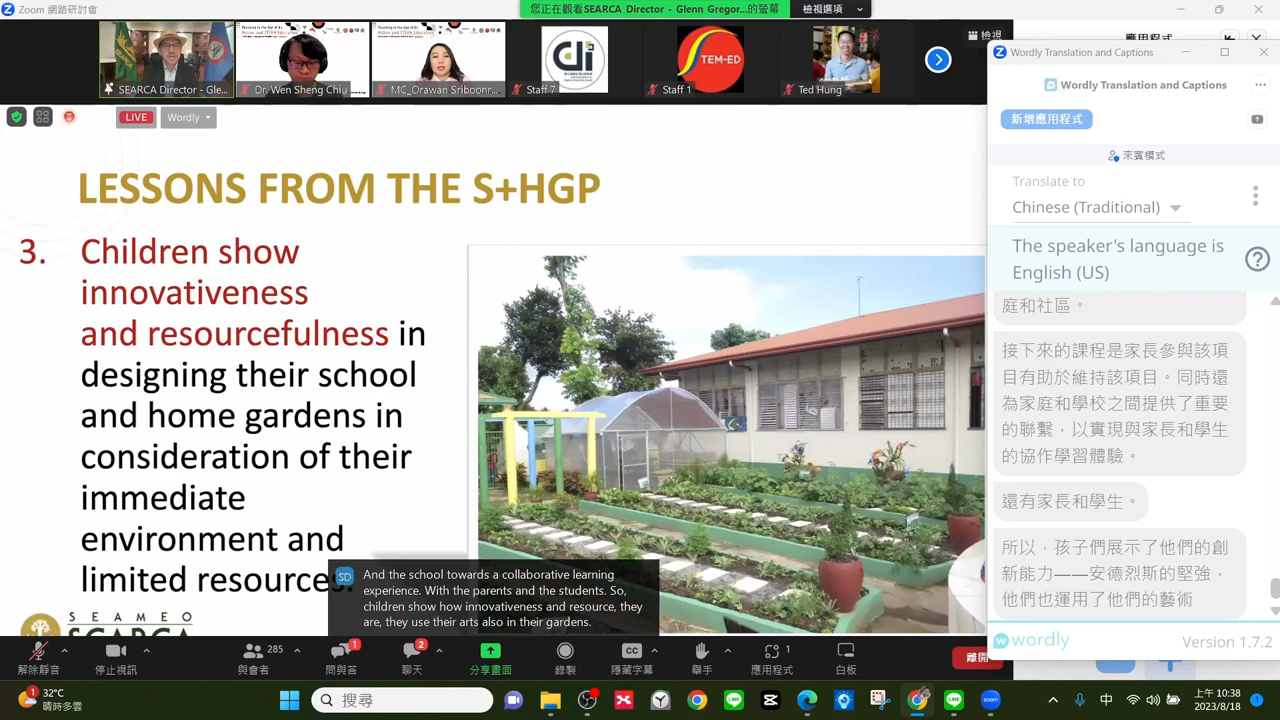 Zoom 網路研討會
您正在觀看SEARCA Director - Glenn Gregor...的螢幕
檢視選項
檢視
SEARCA Director - Gle...
Dr. Wen Sheng Chiu
MC_Orawan Sriboonr...
Staff 7
TEM-ED
Staff 1
Ted Hung
LIVE
Wordly
LESSONS FROM THE S+HGP
3. Children show
innovativeness
and resourcefulness in
designing their school
and home gardens in
consideration of their
immediate
environment and
limited resources.
SEAMEO
SEARCA
SD
And the school towards a collaborative learning
experience. With the parents and the students. So,
children show how innovativeness and resource, they
are, they use their arts also in their gardens.
Wordly Translation and Captions
Wordly Translation and Captions
新增應用程式
來賓模式
Translate to
Chinese (Traditional)
The speaker's language is
English (US)
庭和社區。
接下來的課程是家長參與該項
目有助於維持該項目。同時還
為家庭和學校之間提供了重要
的聯繫，以實現與家長和學生
的協作學習體驗。
還有家長和學生。
所以，孩子們展示了他們的創
新能力——安德烈斯的堅強，
他們也運用了他們的藝術
wordly
version 1.7.2
解除靜音
停止視訊
285
與會者
1
問與答
2
聊天
分享畫面
錄製
CC
隱藏字幕
舉手
1
應用程式
白板
離開
1
32°C
晴時多雲
搜尋
中
上午 10:38
2023/8/18